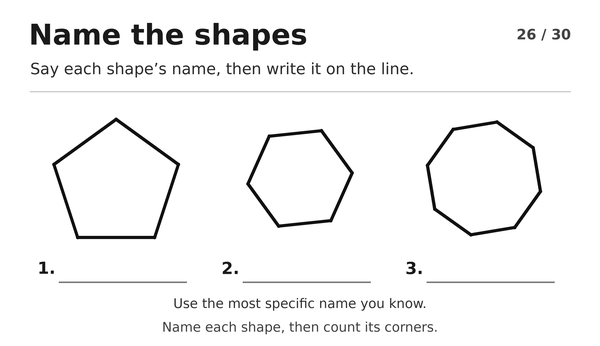 Name the shapes
26 / 30
Say each shape’s name, then write it on the line.
1.
2.
3.
Use the most specific name you know.
Name each shape, then count its corners.